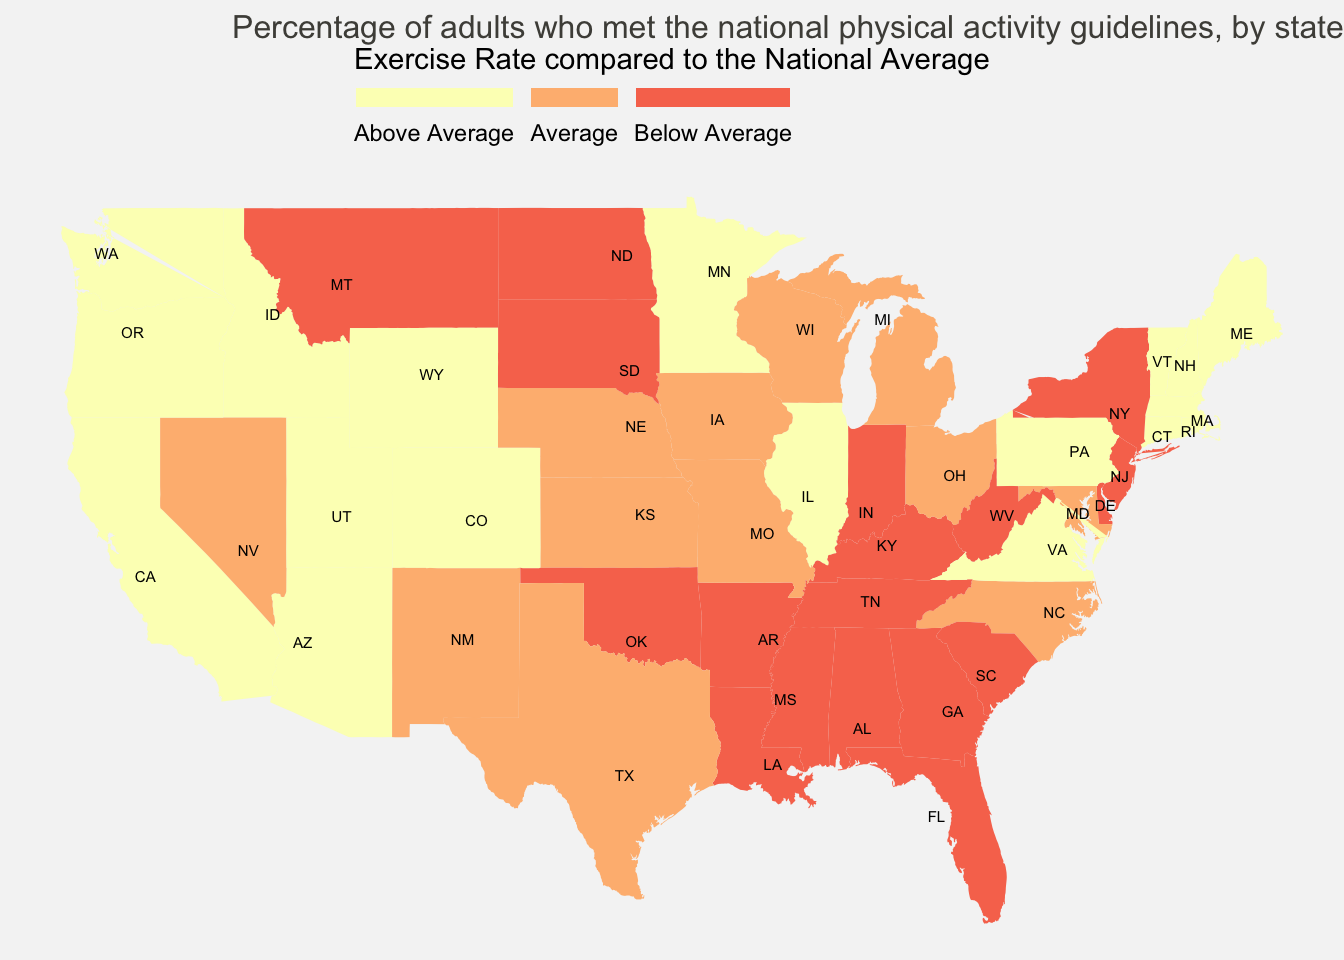 Percentage of adults who met the national physical activity guidelines, by state
Exercise Rate compared to the National Average
Above Average Average Below Average
WA
MT
ND
MN
ID
OR
WI
MI
ME
WY
SD
VT
NH
NE
IA
NY
MA
RI
CT
PA
OH
NJ
IL
IN
WV
MD
DE
UT
CO
KS
MO
KY
VA
NV
CA
TN
NC
AZ
NM
OK
AR
SC
MS
AL
GA
LA
TX
FL